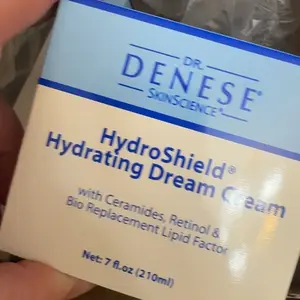 DR.
DENESE®
SKINSCIENCE®
HydroShield®
Hydrating Dream Cream
with Ceramides, Retinol &
Bio Replacement Lipid Factor
Net: 7 fl.oz (210ml)